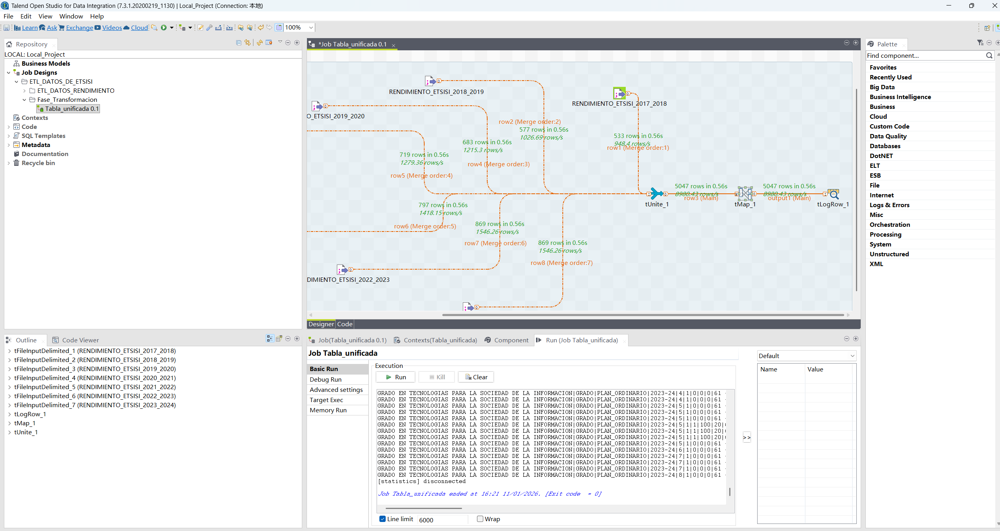 Talend Open Studio for Data Integration (7.3.1.20200219_1130) | Local_Project (Connection: 本地)
File Edit View Window Help
Learn Ask Exchange Videos Cloud 100%
Repository
LOCAL: Local_Project
Business Models
Job Designs
ETL_DATOS_DE_ETSISI
ETL_DATOS_RENDIMIENTO
Fase_Transformacion
Tabla_unificada 0.1
Contexts
Code
SQL Templates
Metadata
Documentation
Recycle bin
*Job Tabla_unificada 0.1
RENDIMIENTO_ETSISI_2018_2019
RENDIMIENTO_ETSISI_2017_2018
O_ETSISI_2019_2020
row2 (Merge order:2)
577 rows in 0.56s
1026.69 rows/s
533 rows in 0.56s
948.4 rows/s
row1 (Merge order:1)
683 rows in 0.56s
1215.3 rows/s
row4 (Merge order:3)
719 rows in 0.56s
1279.36 rows/s
row5 (Merge order:4)
5047 rows in 0.56s
8980.43 rows/s
row3 (Main)
5047 rows in 0.56s
8980.43 rows/s
output1 (Main)
tUnite_1
tMap_1
tLogRow_1
797 rows in 0.56s
1418.15 rows/s
row6 (Merge order:5)
869 rows in 0.56s
1546.26 rows/s
row7 (Merge order:6)
869 rows in 0.56s
1546.26 rows/s
row8 (Merge order:7)
DIMIENTO_ETSISI_2022_2023
Designer Code
Palette
Find component...
Favorites
Recently Used
Big Data
Business Intelligence
Business
Cloud
Custom Code
Data Quality
Databases
DotNET
ELT
ESB
File
Internet
Logs & Errors
Misc
Orchestration
Processing
System
Unstructured
XML
Outline Code Viewer
tFileInputDelimited_1 (RENDIMIENTO_ETSISI_2017_2018)
tFileInputDelimited_2 (RENDIMIENTO_ETSISI_2018_2019)
tFileInputDelimited_3 (RENDIMIENTO_ETSISI_2019_2020)
tFileInputDelimited_4 (RENDIMIENTO_ETSISI_2020_2021)
tFileInputDelimited_5 (RENDIMIENTO_ETSISI_2021_2022)
tFileInputDelimited_6 (RENDIMIENTO_ETSISI_2022_2023)
tFileInputDelimited_7 (RENDIMIENTO_ETSISI_2023_2024)
tLogRow_1
tMap_1
tUnite_1
Job(Tabla_unificada 0.1) Contexts(Tabla_unificada) Component Run (Job Tabla_unificada)
Job Tabla_unificada
Basic Run
Debug Run
Advanced settings
Target Exec
Memory Run
Execution
Run Kill Clear
GRADO EN TECNOLOGIAS PARA LA SOCIEDAD DE LA INFORMACION|GRADO|PLAN_ORDINARIO|2023-24|4|1|0|0|0|61 -
GRADO EN TECNOLOGIAS PARA LA SOCIEDAD DE LA INFORMACION|GRADO|PLAN_ORDINARIO|2023-24|4|1|0|0|0|61 -
GRADO EN TECNOLOGIAS PARA LA SOCIEDAD DE LA INFORMACION|GRADO|PLAN_ORDINARIO|2023-24|5|1|0|0|0|61 -
GRADO EN TECNOLOGIAS PARA LA SOCIEDAD DE LA INFORMACION|GRADO|PLAN_ORDINARIO|2023-24|5|1|0|0|0|61 -
GRADO EN TECNOLOGIAS PARA LA SOCIEDAD DE LA INFORMACION|GRADO|PLAN_ORDINARIO|2023-24|5|1|0|0|0|61 -
GRADO EN TECNOLOGIAS PARA LA SOCIEDAD DE LA INFORMACION|GRADO|PLAN_ORDINARIO|2023-24|5|1|1|100|20|
GRADO EN TECNOLOGIAS PARA LA SOCIEDAD DE LA INFORMACION|GRADO|PLAN_ORDINARIO|2023-24|5|1|1|100|20|
GRADO EN TECNOLOGIAS PARA LA SOCIEDAD DE LA INFORMACION|GRADO|PLAN_ORDINARIO|2023-24|5|1|1|100|20|
GRADO EN TECNOLOGIAS PARA LA SOCIEDAD DE LA INFORMACION|GRADO|PLAN_ORDINARIO|2023-24|5|1|0|0|0|61 -
GRADO EN TECNOLOGIAS PARA LA SOCIEDAD DE LA INFORMACION|GRADO|PLAN_ORDINARIO|2023-24|6|1|0|0|0|61 -
GRADO EN TECNOLOGIAS PARA LA SOCIEDAD DE LA INFORMACION|GRADO|PLAN_ORDINARIO|2023-24|7|1|0|0|0|61 -
GRADO EN TECNOLOGIAS PARA LA SOCIEDAD DE LA INFORMACION|GRADO|PLAN_ORDINARIO|2023-24|7|1|0|0|0|61 -
GRADO EN TECNOLOGIAS PARA LA SOCIEDAD DE LA INFORMACION|GRADO|PLAN_ORDINARIO|2023-24|7|1|0|0|0|61 -
GRADO EN TECNOLOGIAS PARA LA SOCIEDAD DE LA INFORMACION|GRADO|PLAN_ORDINARIO|2023-24|8|1|0|0|0|61 -
[statistics] disconnected
Job Tabla_unificada ended at 16:21 11/01/2026. [Exit code  = 0]
Line limit 6000 Wrap
>>
Default
Name Value